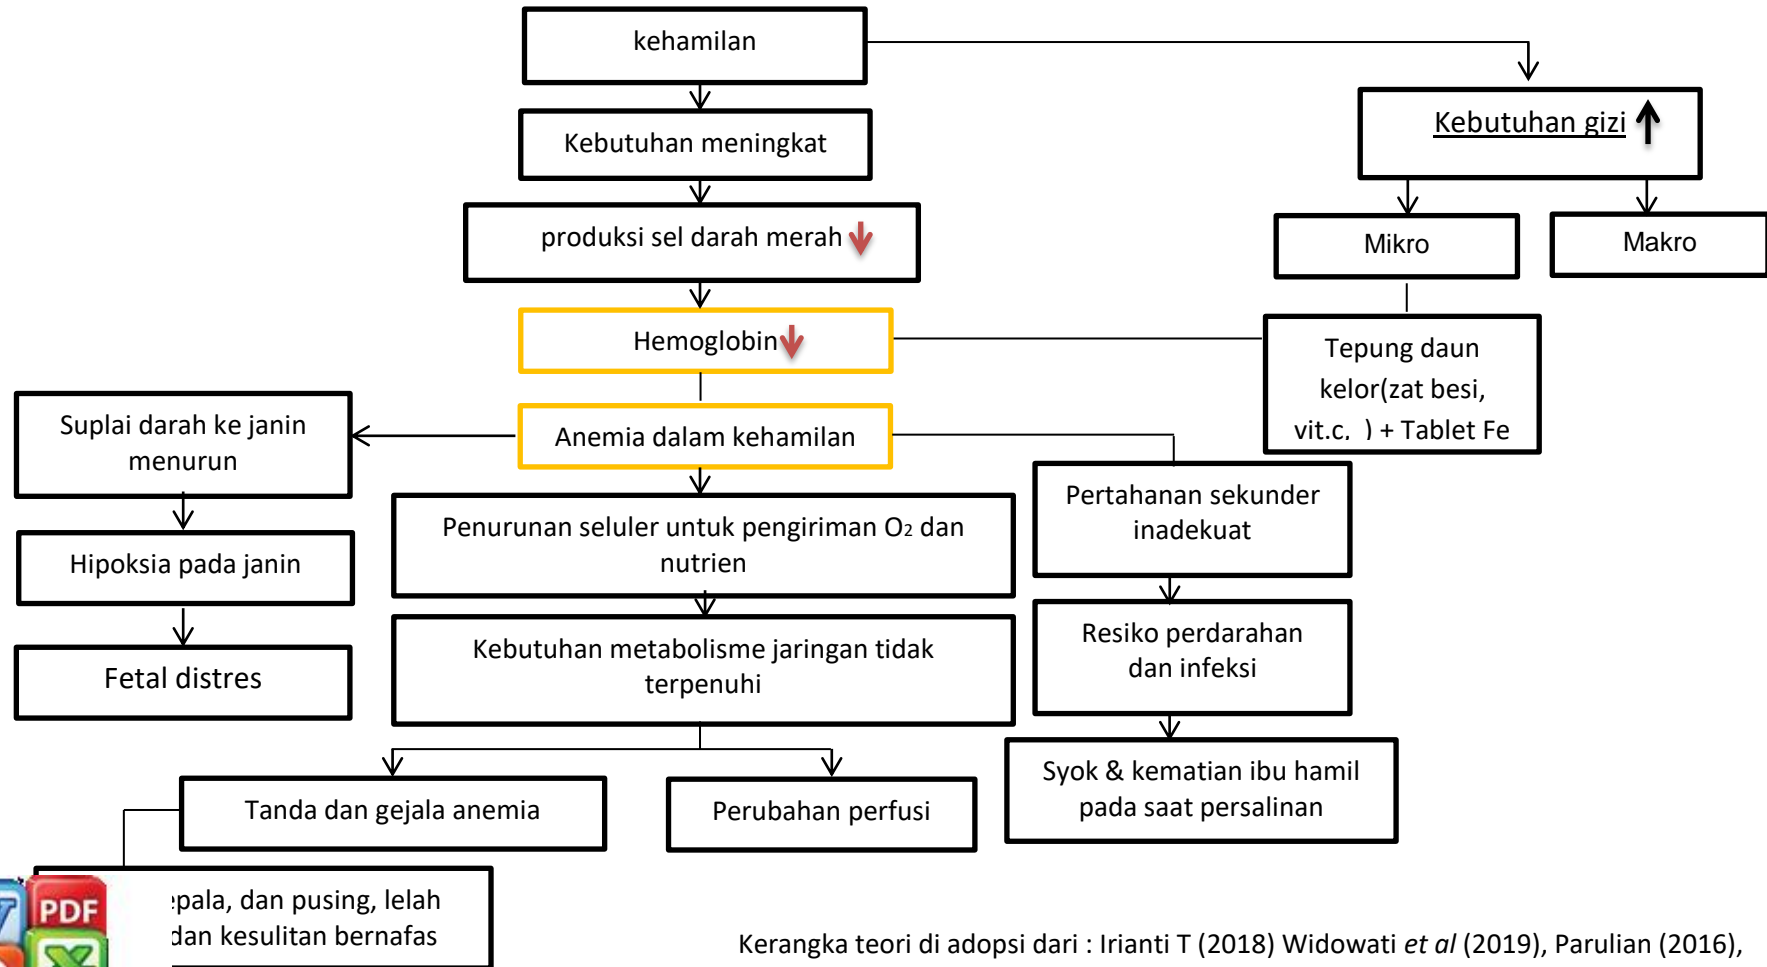 kehamilan
Kebutuhan gizi
Kebutuhan meningkat
produksi sel darah merah
Mikro
Makro
Hemoglobin
Tepung daun
kelor(zat besi,
vit.c, ) + Tablet Fe
Suplai darah ke janin
menurun
Anemia dalam kehamilan
Pertahanan sekunder
inadekuat
Penurunan seluler untuk pengiriman O2 dan
nutrien
Hipoksia pada janin
Kebutuhan metabolisme jaringan tidak
terpenuhi
Resiko perdarahan
dan infeksi
Fetal distres
Syok & kematian ibu hamil
pada saat persalinan
Tanda dan gejala anemia
Perubahan perfusi
dan pusing, lelah
dan kesulitan bernafas
PDF
Kerangka teori di adopsi dari : Irianti T (2018) Widowati et al (2019), Parulian (2016),